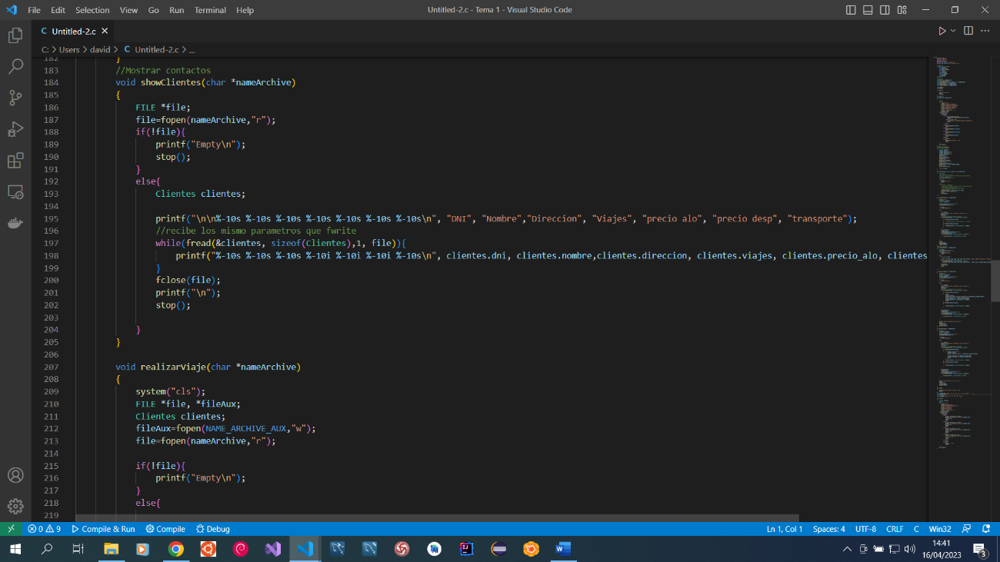 File Edit Selection View Go Run Terminal Help Untitled-2.c - Tema 1 - Visual Studio Code
C Untitled-2.c
C: > Users > david > C Untitled-2.c > ...
182 }
183 //Mostrar contactos
184 void showClientes(char *nameArchive)
185 {
186 FILE *file;
187 file=fopen(nameArchive,"r");
188 if(!file){
189 printf("Empty\n");
190 stop();
191 }
192 else{
193 Clientes clientes;
194
195 printf("\n\n%-10s %-10s %-10s %-10s %-10s %-10s %-10s\n", "DNI", "Nombre","Direccion", "Viajes", "precio alo", "precio desp", "transporte");
196 //recibe los mismo parametros que fwrite
197 while(fread(&clientes, sizeof(Clientes),1, file)){
198 printf("%-10s %-10s %-10s %-10i %-10i %-10i %-10s\n", clientes.dni, clientes.nombre,clientes.direccion, clientes.viajes, clientes.precio_alo, clientes
199 }
200 fclose(file);
201 printf("\n");
202 stop();
203
204 }
205 }
206
207 void realizarViaje(char *nameArchive)
208 {
209 system("cls");
210 FILE *file, *fileAux;
211 Clientes clientes;
212 fileAux=fopen(NAME_ARCHIVE_AUX,"w");
213 file=fopen(nameArchive,"r");
214
215 if(!file){
216 printf("Empty\n");
217 }
218 else{
219
0 9 Compile & Run Compile Debug Ln 1, Col 1 Spaces: 4 UTF-8 CRLF C Win32
14:41
16/04/2023
3